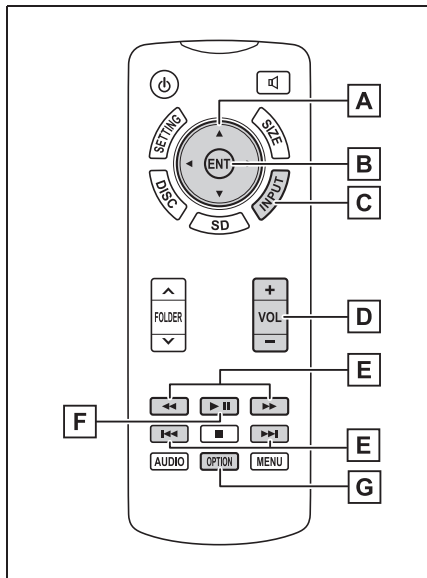 A
SETTING
SIZE
ENT
B
DISC
INPUT
C
SD
FOLDER
+
VOL
−
D
E
F
E
AUDIO
OPTION
MENU
G